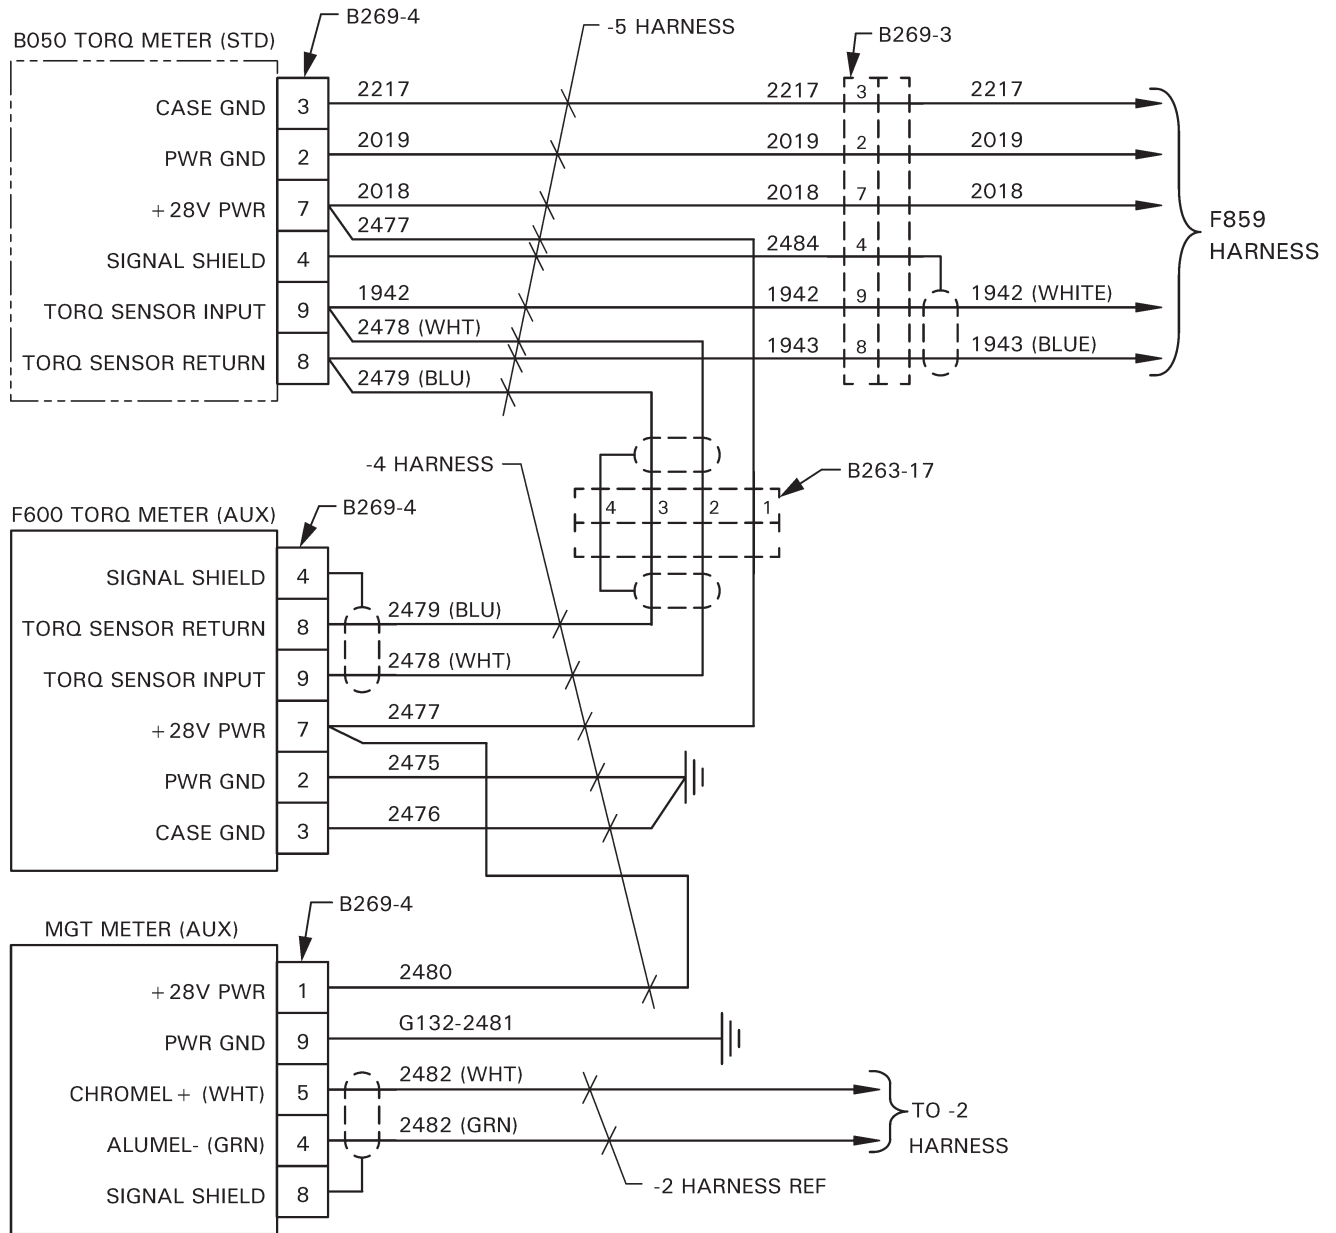 B269-4
-5 HARNESS
B269-3
B050 TORQ METER (STD)
CASE GND 3 2217 2217 3 2217
PWR GND 2 2019 2019 2 2019
+28V PWR 7 2018 2018 7 2018
2477
SIGNAL SHIELD 4 2484 4
TORQ SENSOR INPUT 9 1942 1942 9 1942 (WHITE)
2478 (WHT)
TORQ SENSOR RETURN 8 1943 8 1943 (BLUE)
2479 (BLU)
F859
HARNESS
-4 HARNESS
B263-17
4 3 2 1
B269-4
F600 TORQ METER (AUX)
SIGNAL SHIELD 4
TORQ SENSOR RETURN 8 2479 (BLU)
TORQ SENSOR INPUT 9 2478 (WHT)
+28V PWR 7 2477
PWR GND 2 2475
CASE GND 3 2476
B269-4
MGT METER (AUX)
+28V PWR 1 2480
PWR GND 9 G132-2481
CHROMEL+ (WHT) 5 2482 (WHT)
ALUMEL- (GRN) 4 2482 (GRN)
SIGNAL SHIELD 8
TO -2
HARNESS
-2 HARNESS REF